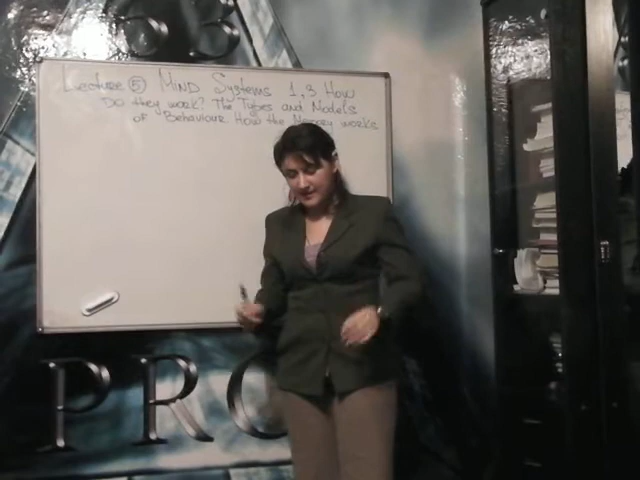 Lecture ⑤ Mind Systems 1,3 How
Do they work? The Types and Models
of Behaviour. How the Memory works
PRO